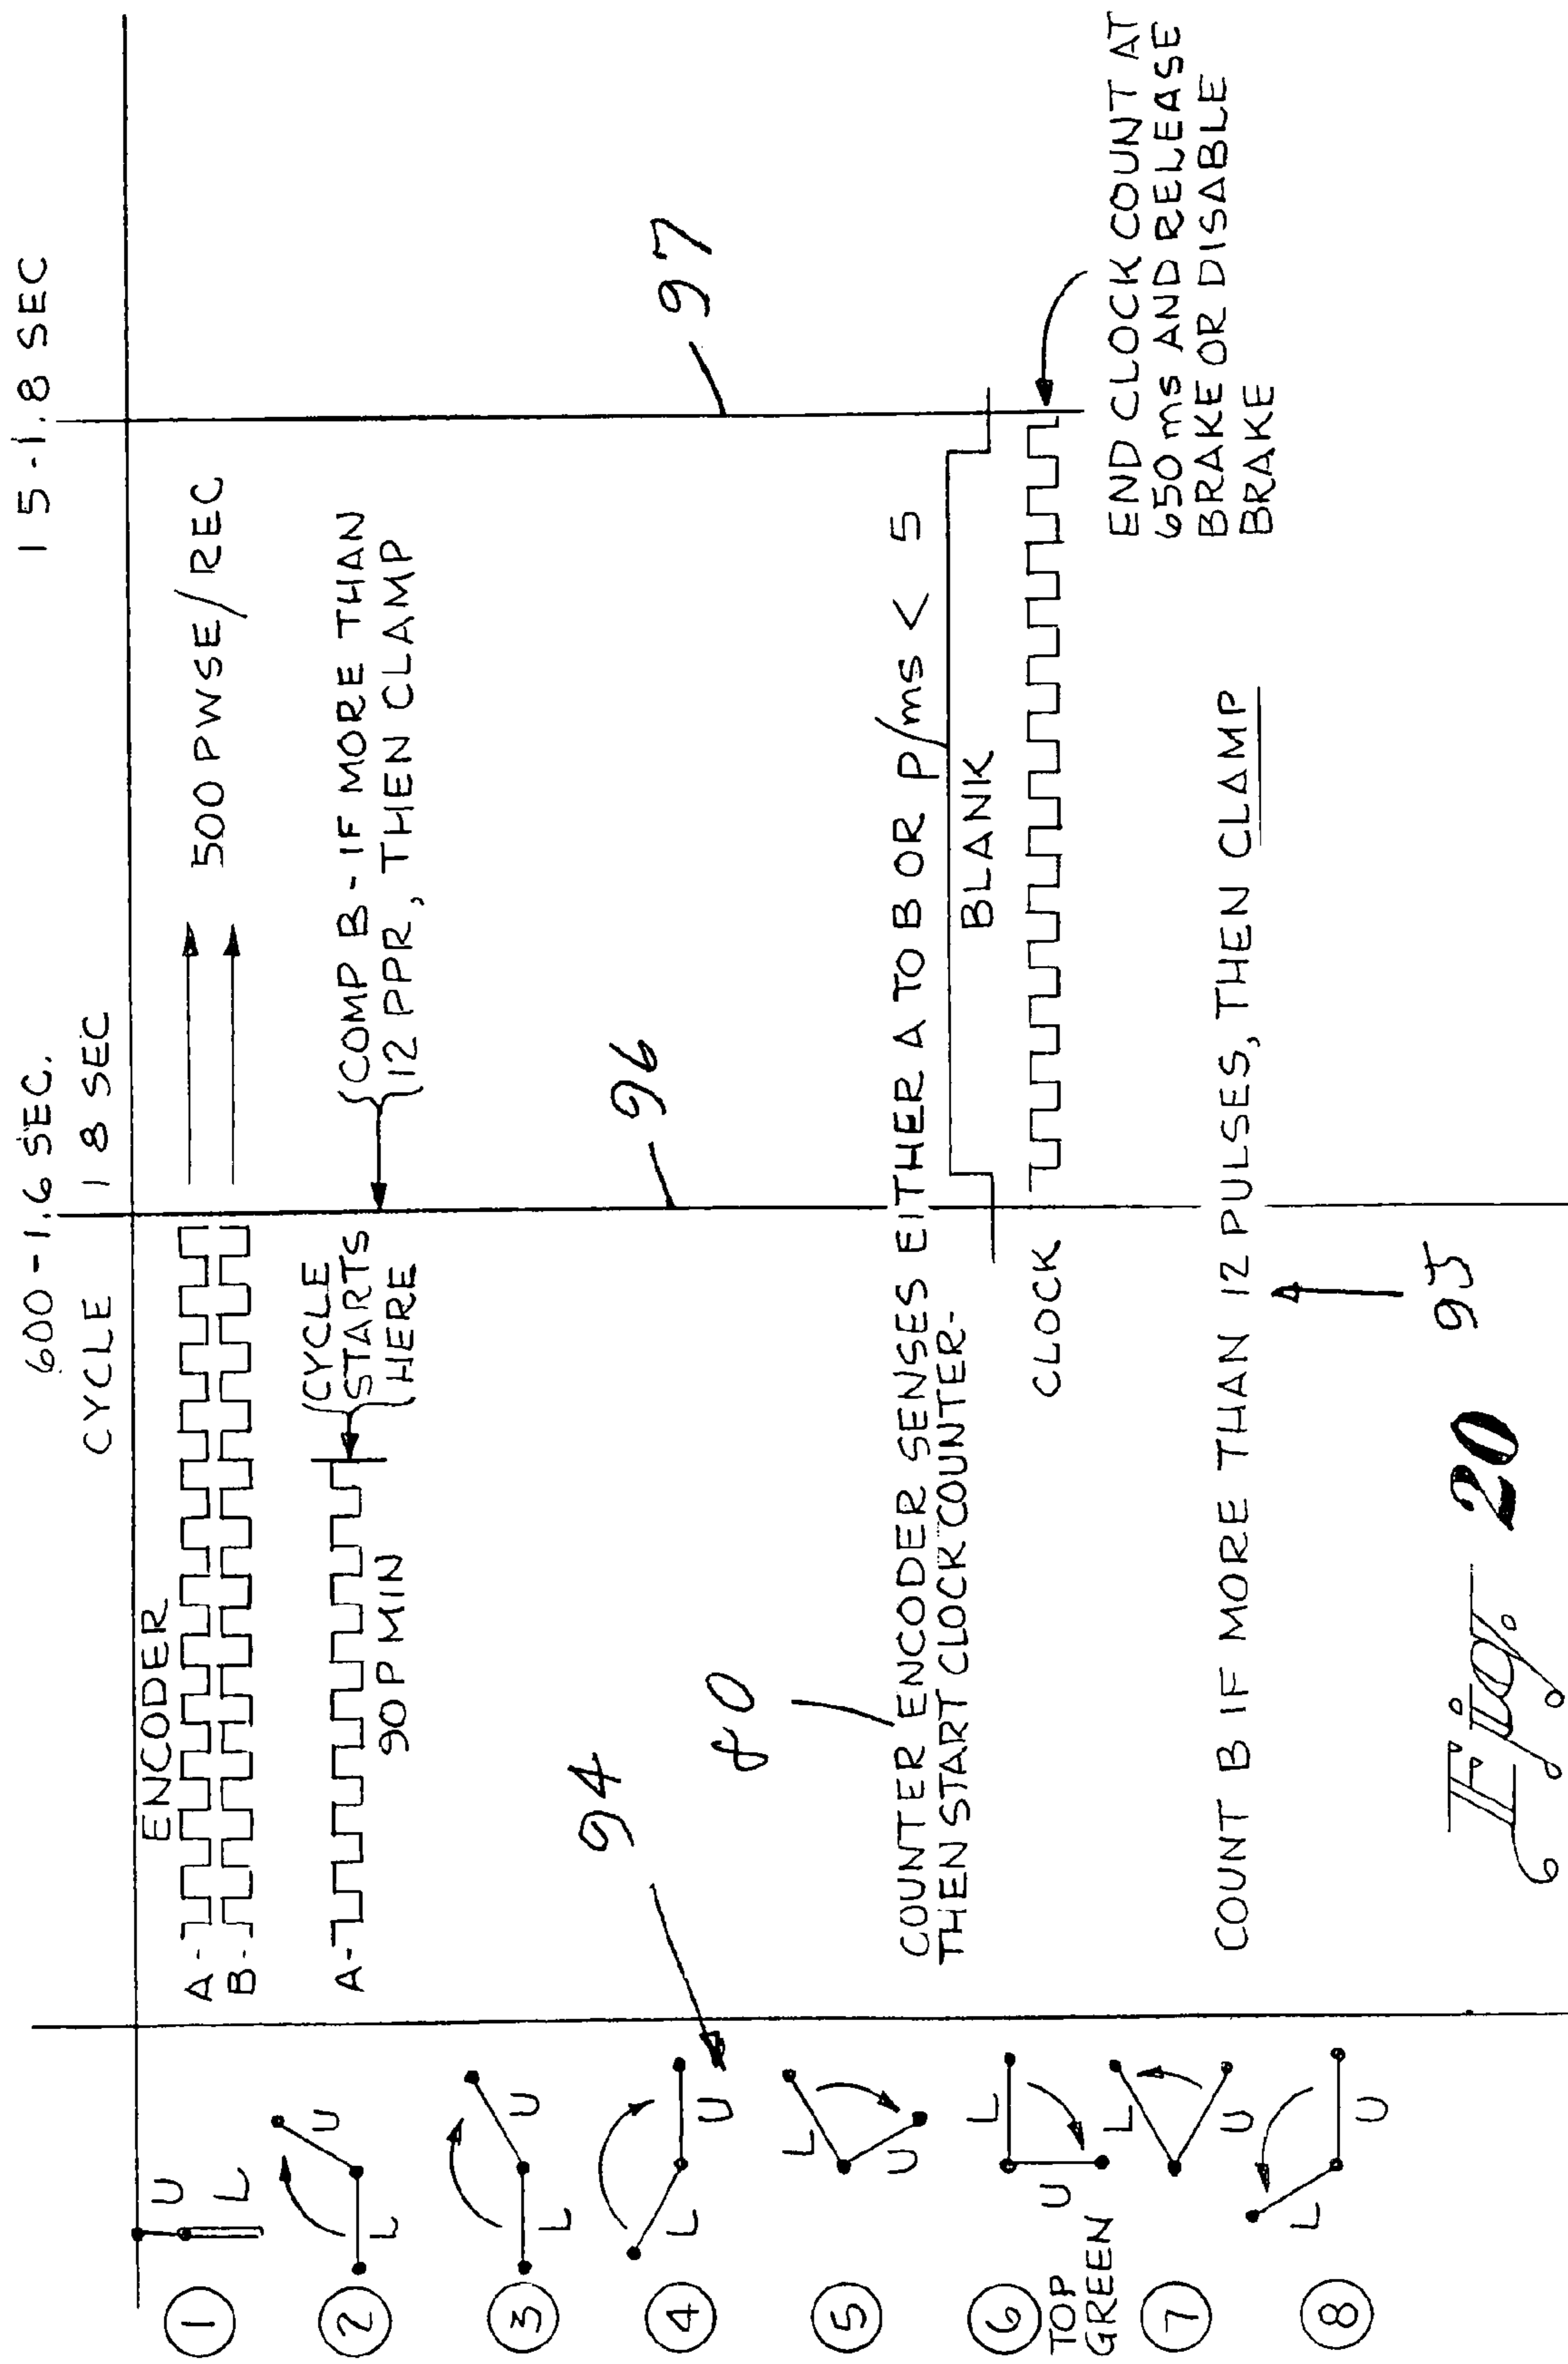 600-1.6 SEC.
15-1.8 SEC
CYCLE 18 SEC
ENCODER
1
U
L
A-
B-
500 PWSE/REC
2
U
L
A-
90P MIN
CYCLE
STARTS
HERE
COMP B - IF MORE THAN
12 PPR, THEN CLAMP
3
U
L
94
96
97
4
U
L
80
5
L
U
COUNTER ENCODER SENSES EITHER A TO B OR P/ms < 5
THEN START CLOCK COUNTER-
BLANK
6
TOP
GREEN
L
U
CLOCK
END CLOCK COUNT AT
650 ms AND RELEASE
BRAKE OR DISABLE
BRAKE
7
L
U
COUNT B IF MORE THAN 12 PULSES, THEN CLAMP
8
L
U
95
Fig. 20